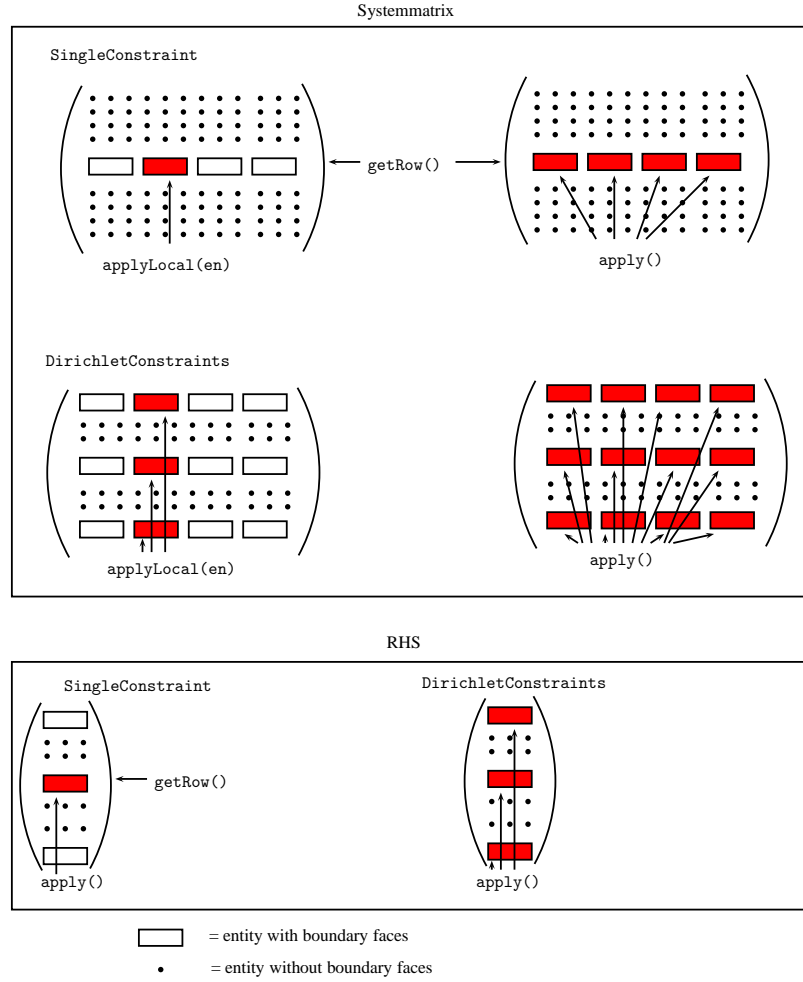 Systemmatrix
SingleConstraint
getRow()
applyLocal(en)
apply()
DirichletConstraints
applyLocal(en)
apply()
RHS
SingleConstraint
DirichletConstraints
getRow()
apply()
apply()
= entity with boundary faces
= entity without boundary faces